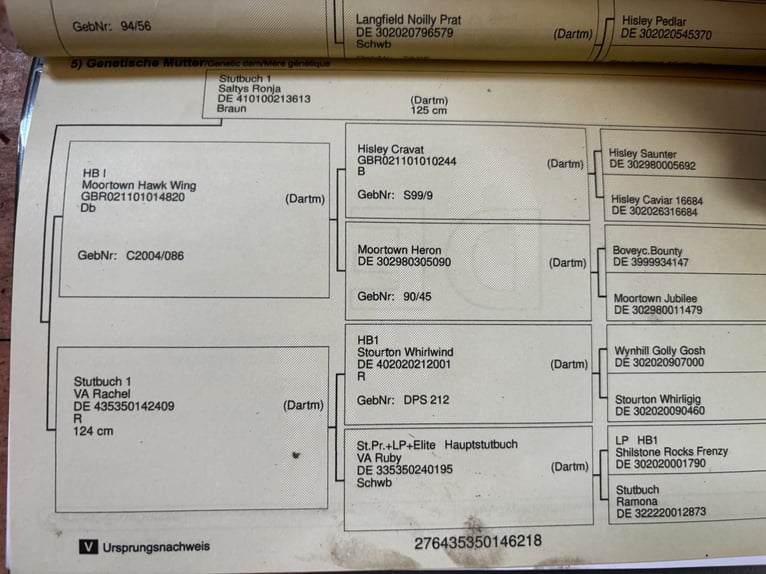 GebNr: 94/56
Langfield Noilly Prat
DE 302020796579
Schwb
(Dartm)
Hisley Pedlar
DE 302020545370
5) Genetische Mutter/Genetic dam/Mère génétique
Stutbuch 1
Saltys Ronja
DE 410100213613
Braun
(Dartm)
125 cm
HB I
Moortown Hawk Wing
GBR021101014820
Db
(Dartm)
GebNr: C2004/086
Stutbuch 1
VA Rachel
DE 435350142409
R
124 cm
(Dartm)
Hisley Cravat
GBR021101010244
B
(Dartm)
GebNr: S99/9
Moortown Heron
DE 302980305090
(Dartm)
GebNr: 90/45
HB1
Stourton Whirlwind
DE 402020212001
R
(Dartm)
GebNr: DPS 212
St.Pr.+LP+Elite Hauptstutbuch
VA Ruby
DE 335350240195
Schwb
(Dartm)
Hisley Saunter
DE 302980005692
Hisley Caviar 16684
DE 302026316684
Boveyc.Bounty
DE 3999934147
Moortown Jubilee
DE 302980011479
Wynhill Golly Gosh
DE 302020907000
Stourton Whirligig
DE 302020090460
LP HB1
Shilstone Rocks Frenzy
DE 302020001790
Stutbuch
Ramona
DE 322220012873
V Ursprungsnachweis
276435350146218